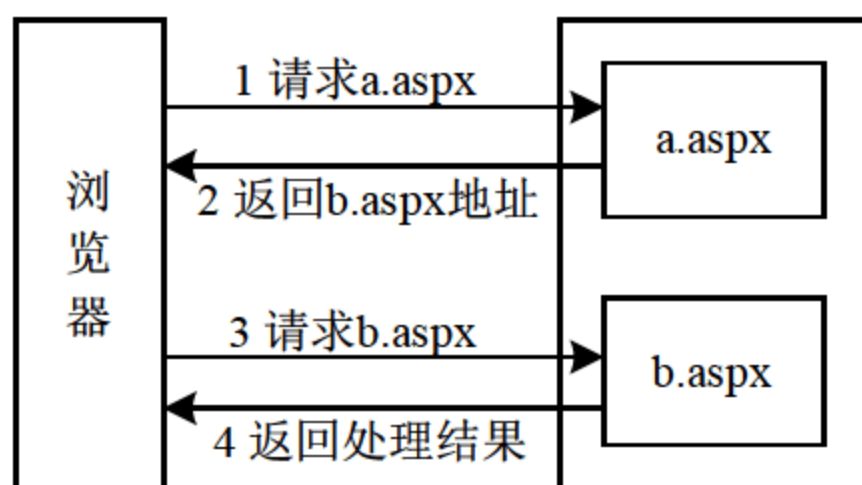 1 请求a.aspx
a.aspx
2 返回b.aspx地址
浏
览
器
3 请求b.aspx
b.aspx
4 返回处理结果